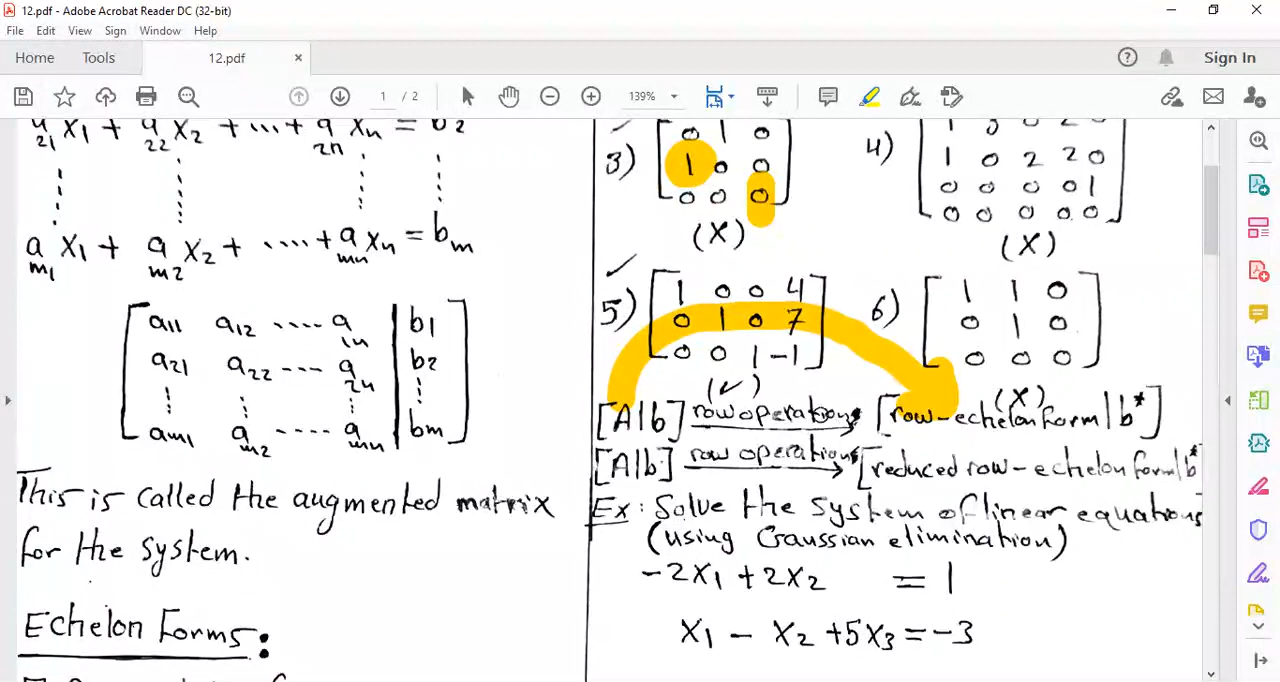 12.pdf - Adobe Acrobat Reader DC (32-bit)
File Edit View Sign Window Help
Home Tools 12.pdf × Sign In
1 / 2 139%
a21 x1 + a22 x2 + ... + a2n xn = b2
am1 x1 + am2 x2 + .... + amn xn = bm
[ a11 a12 .... a1n | b1
a21 a22 --- a2n | b2
⋮ ⋮ ⋮ ⋮
am1 am2 .... amn | bm ]
This is called the augmented matrix
for the system.
Echelon Forms:
3) [ 0 1 0
1 0 0
0 0 0 ]
(X)
4) [
1 0 2 2 0
0 0 0 0 1
0 0 0 0 0 ]
(X)
✓
5) [ 1 0 0 4
0 1 0 7
0 0 1 -1 ]
(✓)
6) [ 1 1 0
0 1 0
0 0 0 ]
(X)
[A|b] row operations → [row-echelon form | b*]
[A|b] row operations → [reduced row-echelon form | b*
Ex: Solve the system of linear equations
(using Gaussian elimination)
-2x1 + 2x2 = 1
x1 - x2 + 5x3 = -3